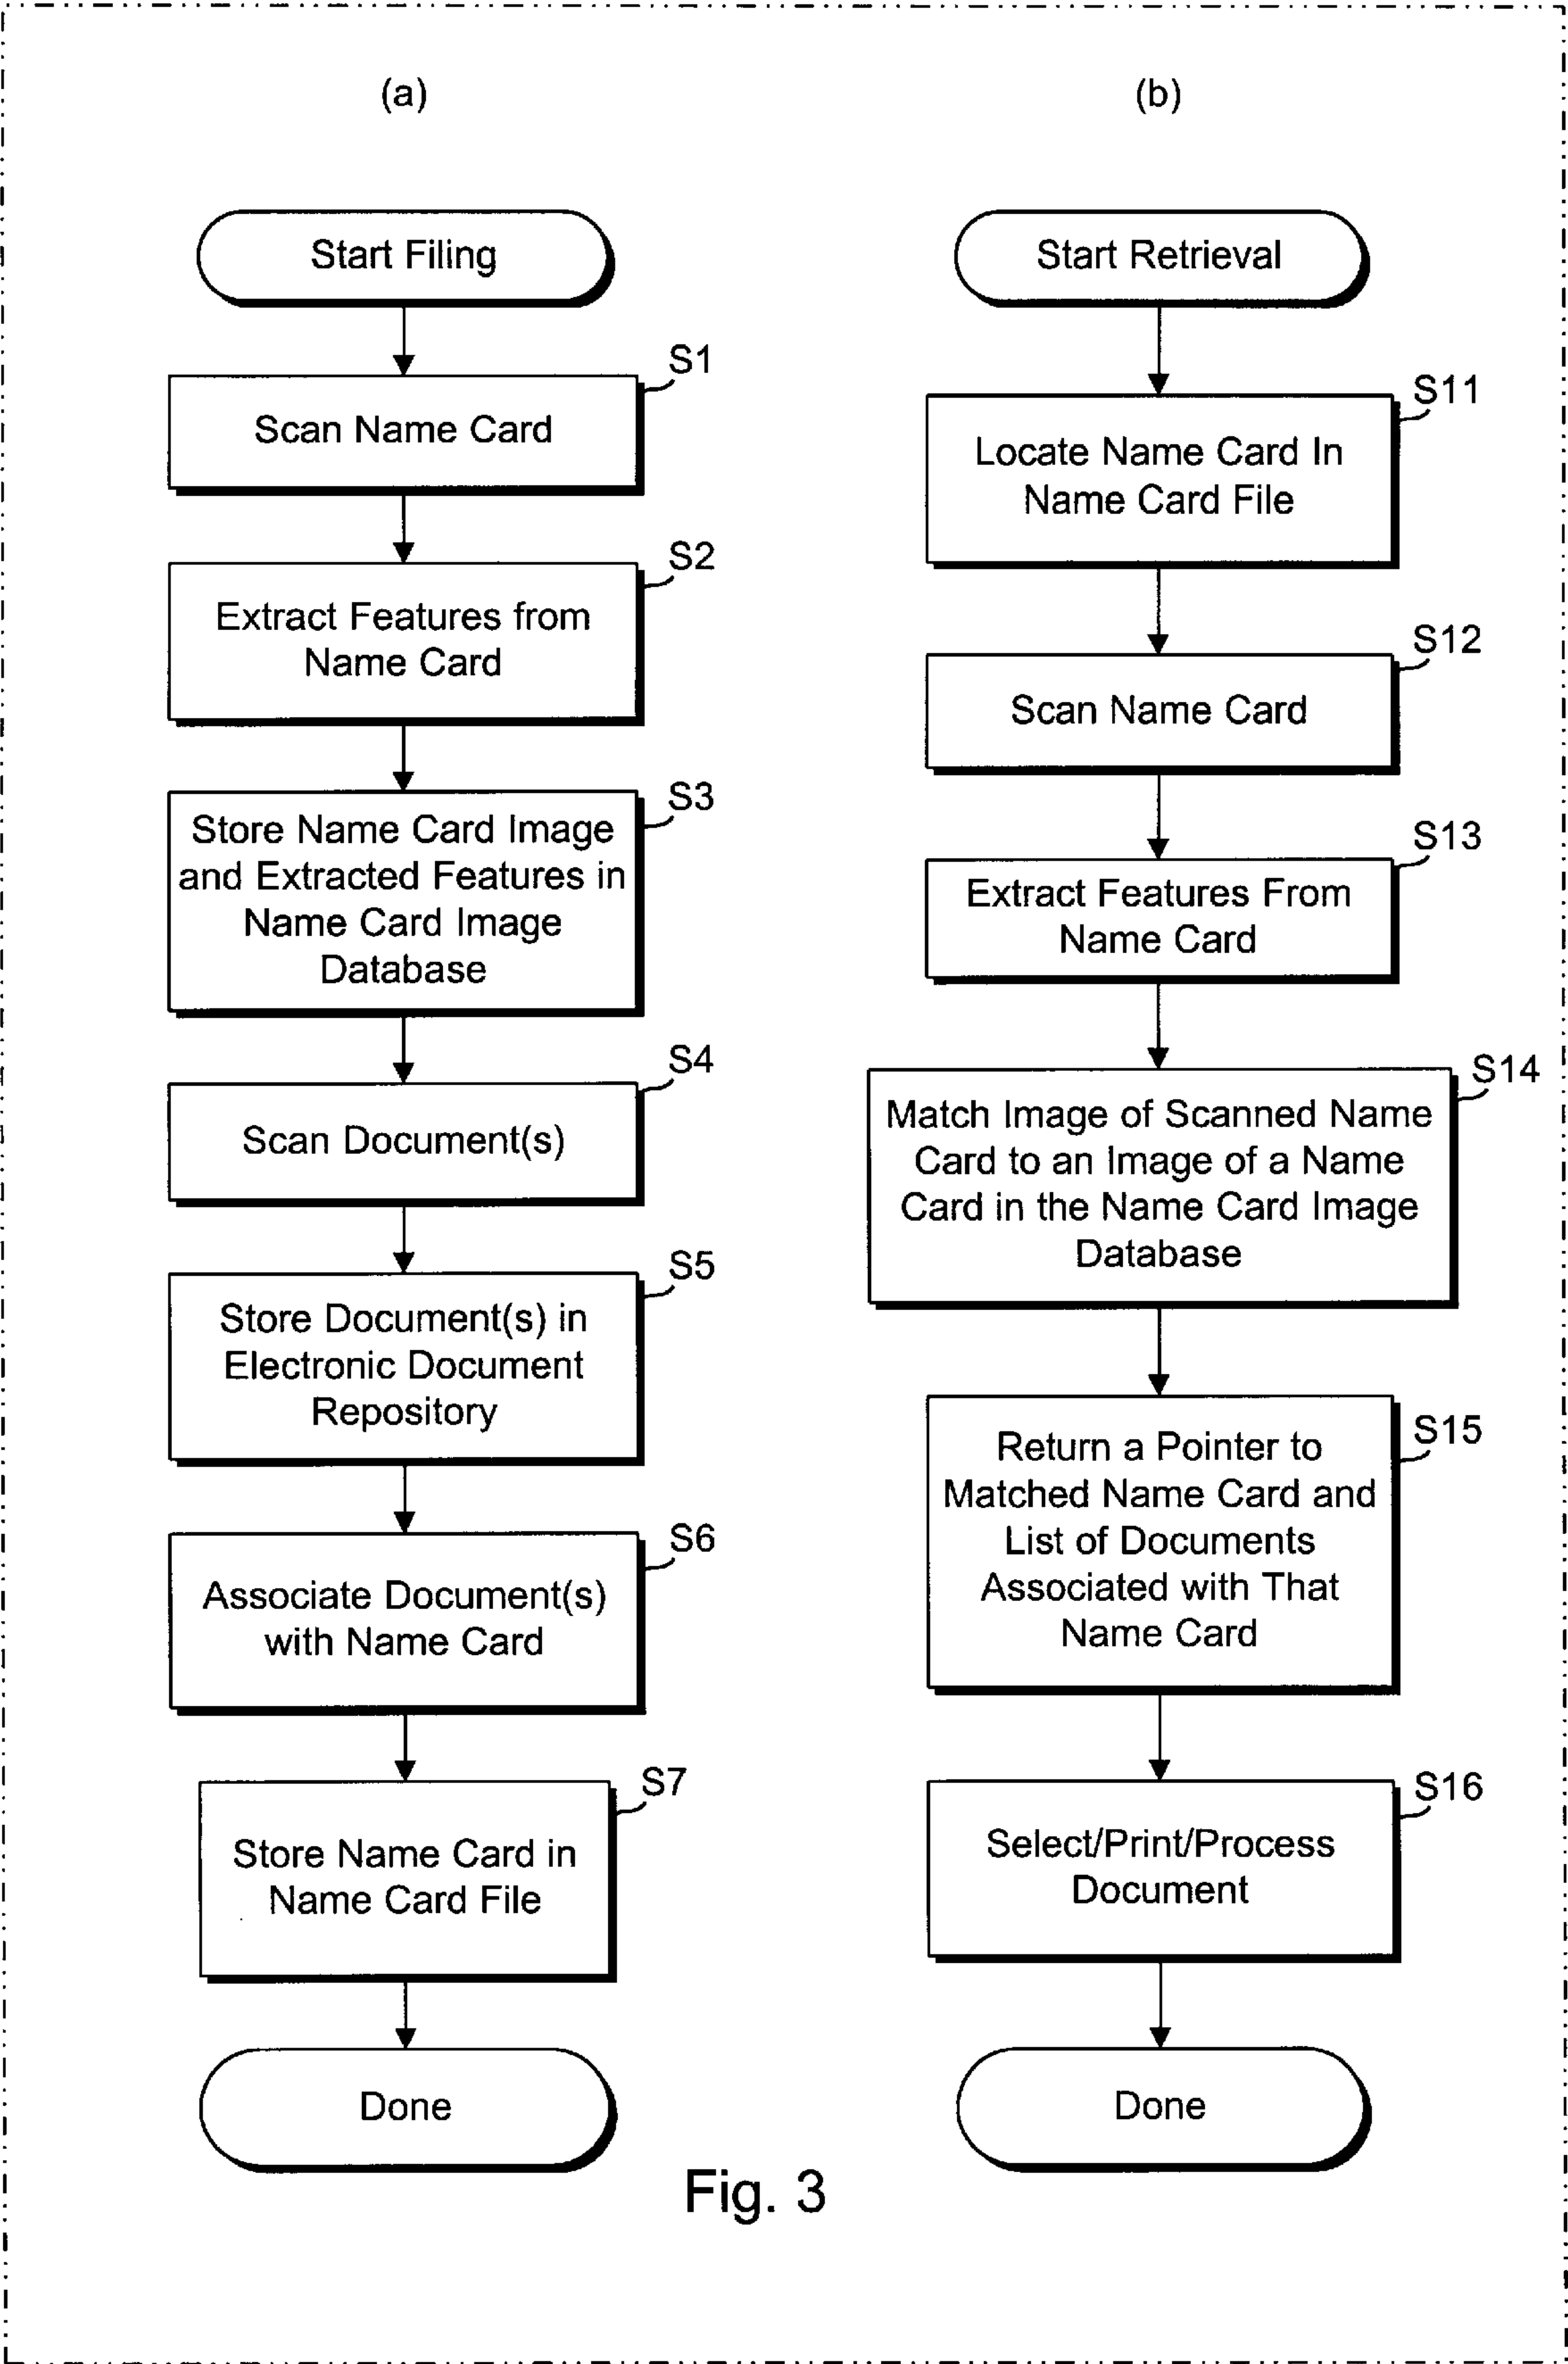 (a)
Start Filing
S1
Scan Name Card
S2
Extract Features from
Name Card
S3
Store Name Card Image
and Extracted Features in
Name Card Image
Database
S4
Scan Document(s)
S5
Store Document(s) in
Electronic Document
Repository
S6
Associate Document(s)
with Name Card
S7
Store Name Card in
Name Card File
Done
(b)
Start Retrieval
S11
Locate Name Card In
Name Card File
S12
Scan Name Card
S13
Extract Features From
Name Card
S14
Match Image of Scanned Name
Card to an Image of a Name
Card in the Name Card Image
Database
S15
Return a Pointer to
Matched Name Card and
List of Documents
Associated with That
Name Card
S16
Select/Print/Process
Document
Done
Fig. 3